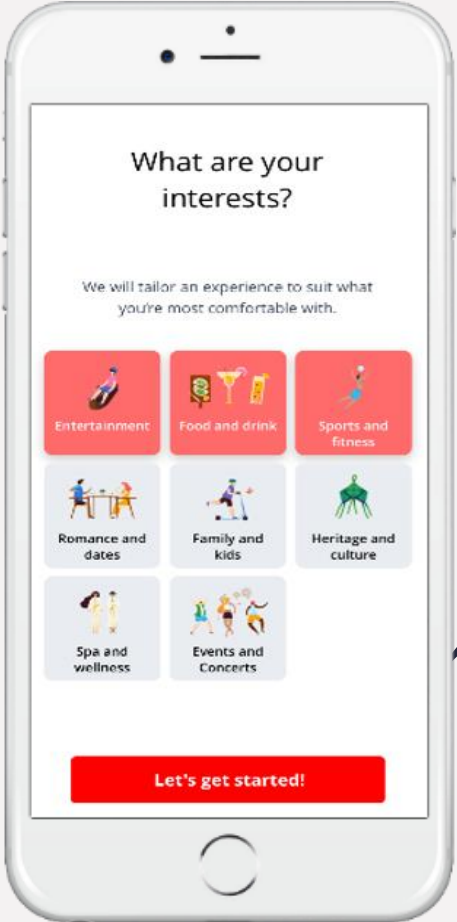 What are your
interests?
We will tailor an experience to suit what
you're most comfortable with.
Entertainment
Food and drink
Sports and
fitness
Romance and
dates
Family and
kids
Heritage and
culture
Spa and
wellness
Events and
Concerts
Let's get started!